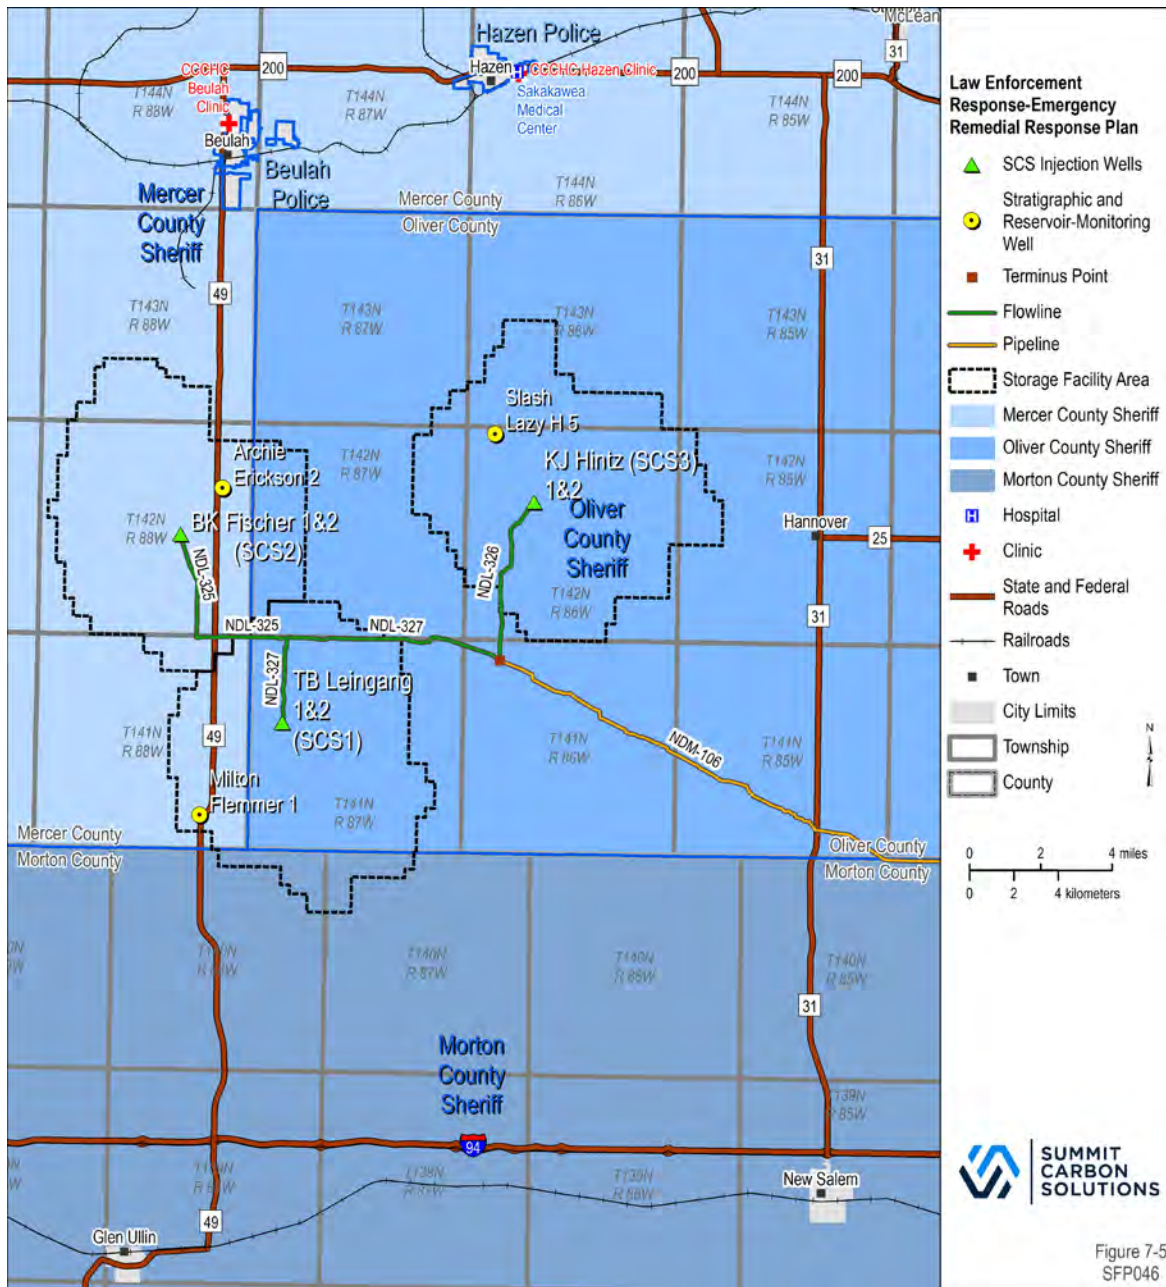 McLean
Hazen Police
31
200
CCCHC
Beulah
Clinic
Hazen
CCCHC Hazen Clinic
200
200
Sakakawea
Medical
Center
T144N
R 88W
T144N
R 87W
T144N
R 85W
Beulah
Beulah
Police
Mercer
County
Sheriff
T144N
R 86W
Mercer County
Oliver County
31
49
T143N
R 88W
T143N
R 87W
T143N
R 86W
T143N
R 85W
Slash
Lazy H 5
Archie
Erickson 2
T142N
R 87W
KJ Hintz (SCS3)
1&2
T142N
R 85W
T142N
R 88W
BK Fischer 1&2
(SCS2)
Oliver
County
Sheriff
Hannover
25
NDL-325
NDL-326
T142N
R 86W
31
NDL-325
NDL-327
NDL-327
TB Leingang
1&2
(SCS1)
T141N
R 88W
49
T141N
R 86W
NDM-106
T141N
R 85W
Milton
Flemmer 1
T141N
R 87W
Mercer County
Morton County
Oliver County
Morton County
T140N
R 87W
T140N
R 86W
T140N
R 85W
31
Morton
County
Sheriff
T139N
R 85W
94
T139N
R 86W
New Salem
49
Glen Ullin
Law Enforcement
Response-Emergency
Remedial Response Plan
SCS Injection Wells
Stratigraphic and
Reservoir-Monitoring
Well
Terminus Point
Flowline
Pipeline
Storage Facility Area
Mercer County Sheriff
Oliver County Sheriff
Morton County Sheriff
H Hospital
Clinic
State and Federal
Roads
Railroads
Town
City Limits
Township
County
N
0 2 4 miles
0 2 4 kilometers
SUMMIT
CARBON
SOLUTIONS
Figure 7-5
SFP046